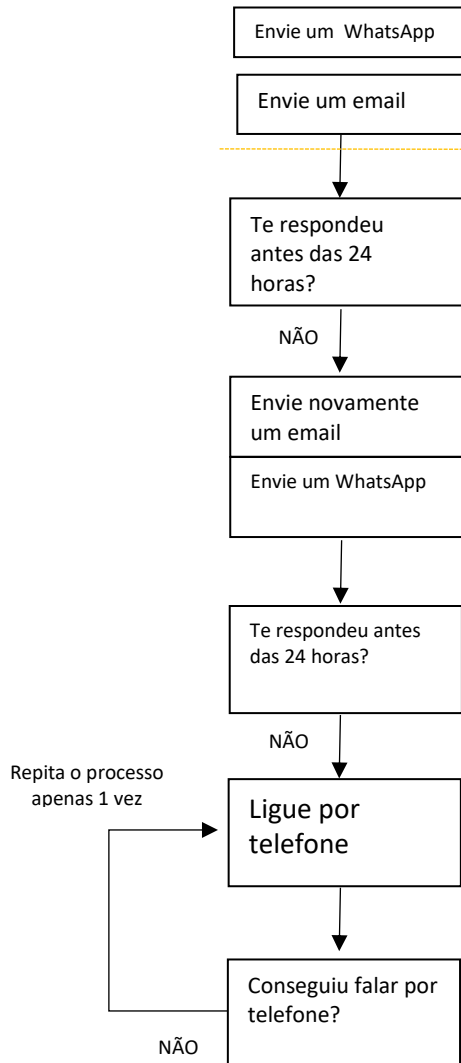 Envie um  WhatsApp
Envie um email
Te respondeu
antes das 24
horas?
NÃO
Envie novamente
um email
Envie um WhatsApp
Te respondeu antes
das 24 horas?
NÃO
Repita o processo
apenas 1 vez
Ligue por
telefone
Conseguiu falar por
telefone?
NÃO